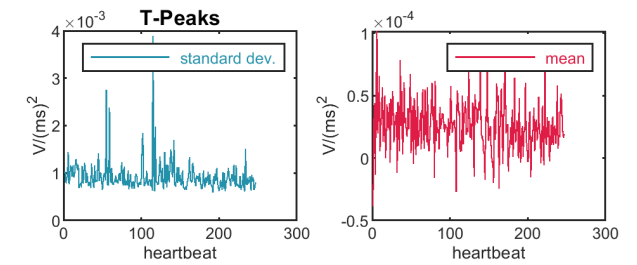 T-Peaks
×10⁻³
4
3
2
1
0
V/(ms)²
standard dev.
0 100 200 300
heartbeat
×10⁻⁴
1
0.5
0
-0.5
V/(ms)²
mean
0 100 200 300
heartbeat